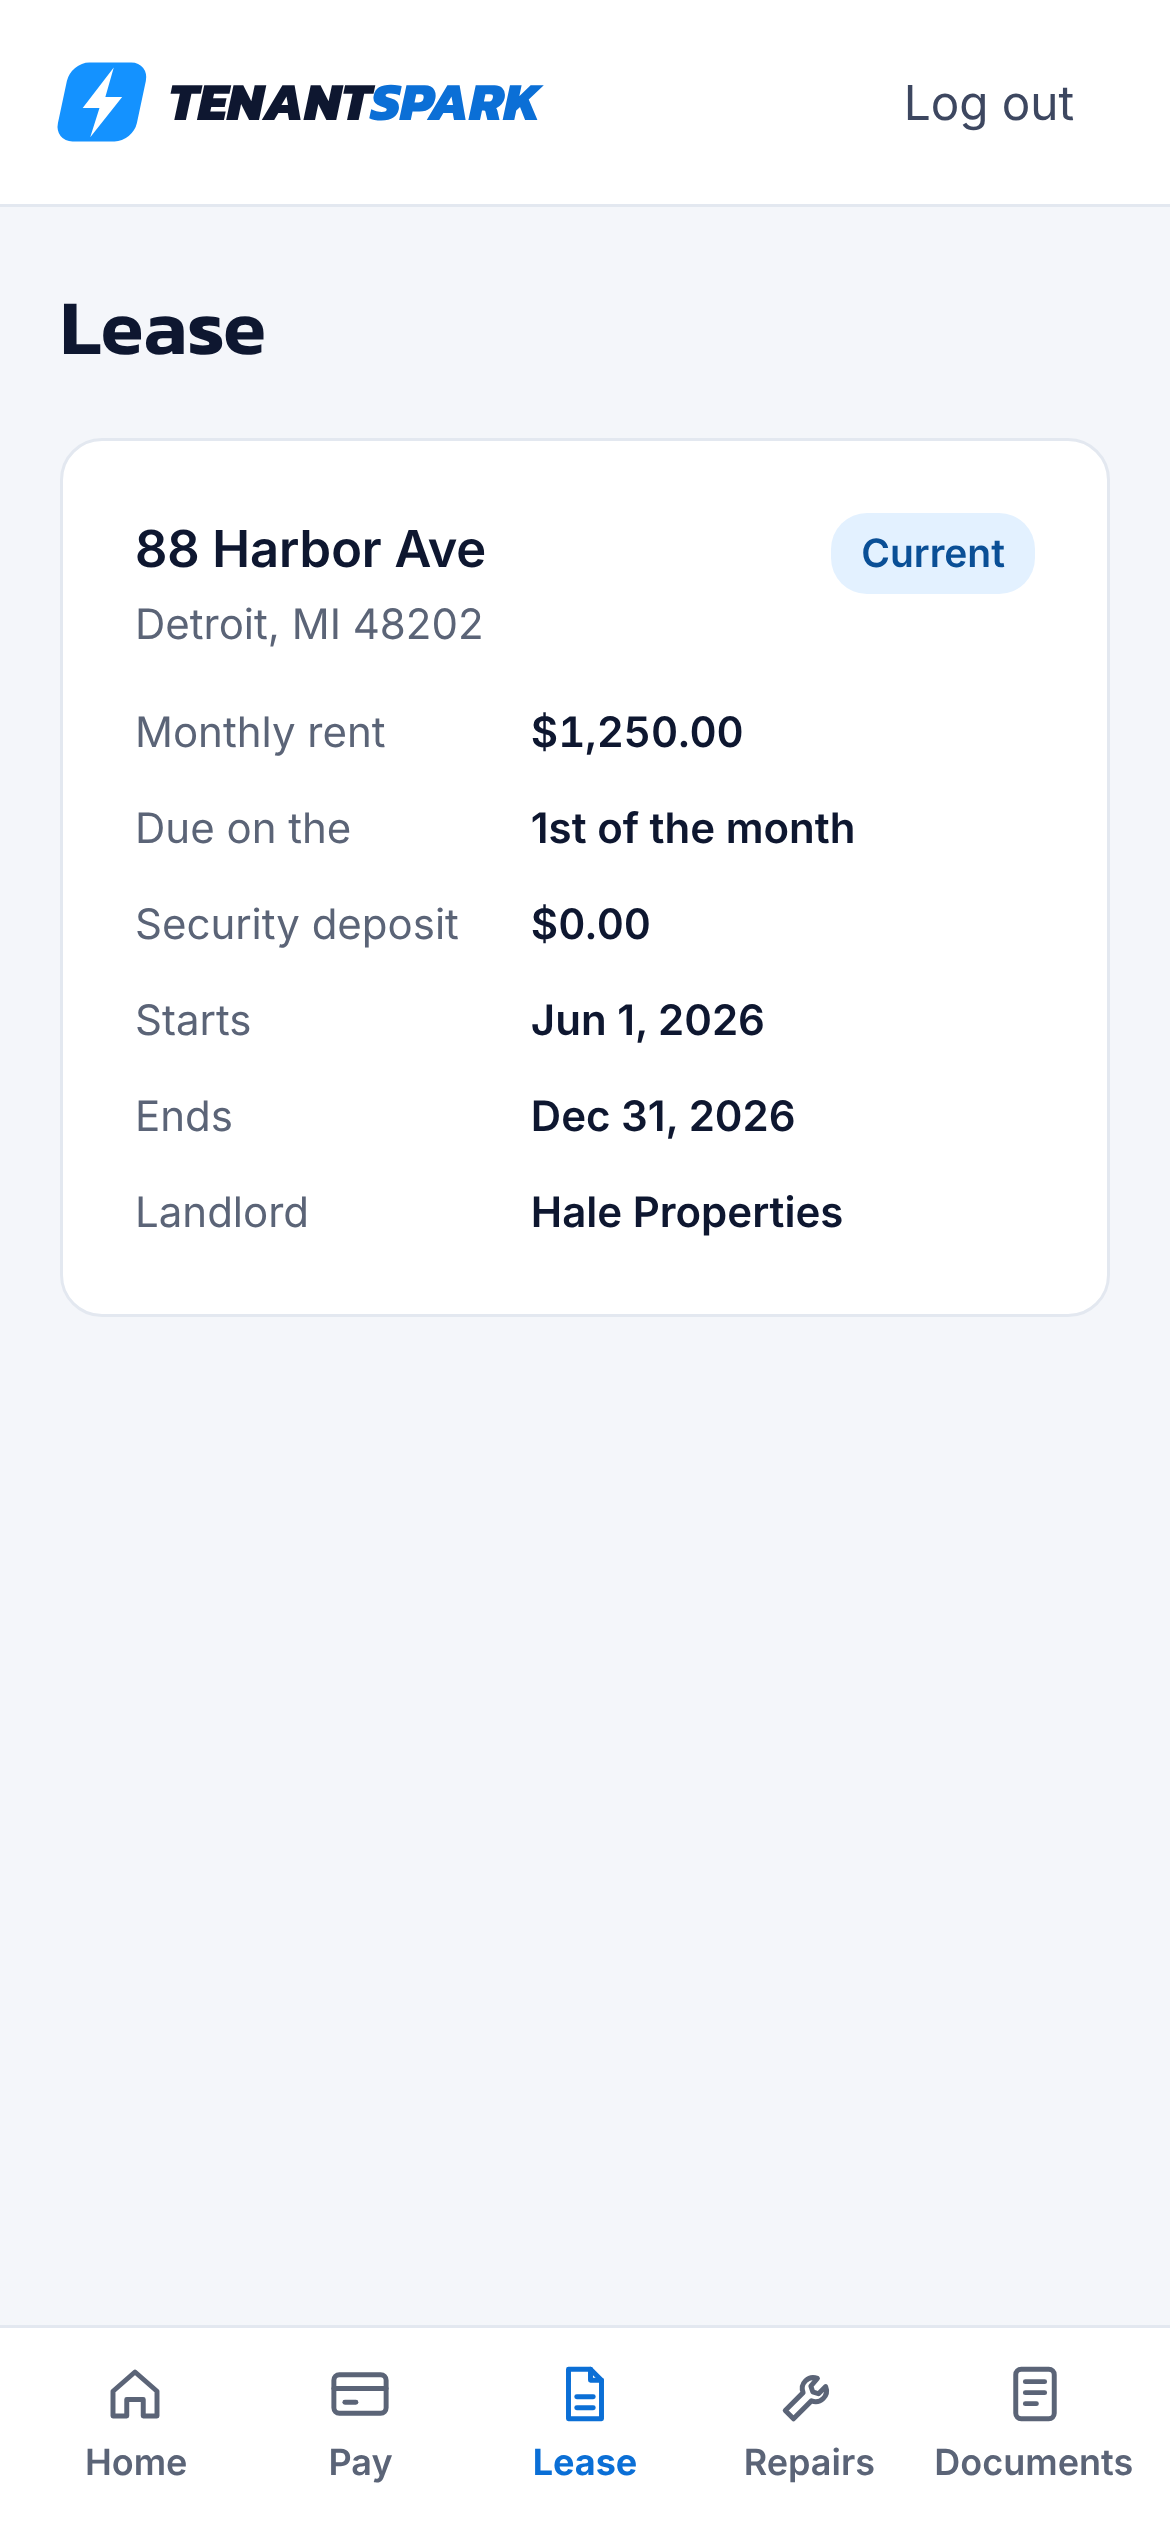 TENANTSPARK
Log out
Lease
88 Harbor Ave
Current
Detroit, MI 48202
Monthly rent $1,250.00
Due on the 1st of the month
Security deposit $0.00
Starts Jun 1, 2026
Ends Dec 31, 2026
Landlord Hale Properties
Home Pay Lease Repairs Documents